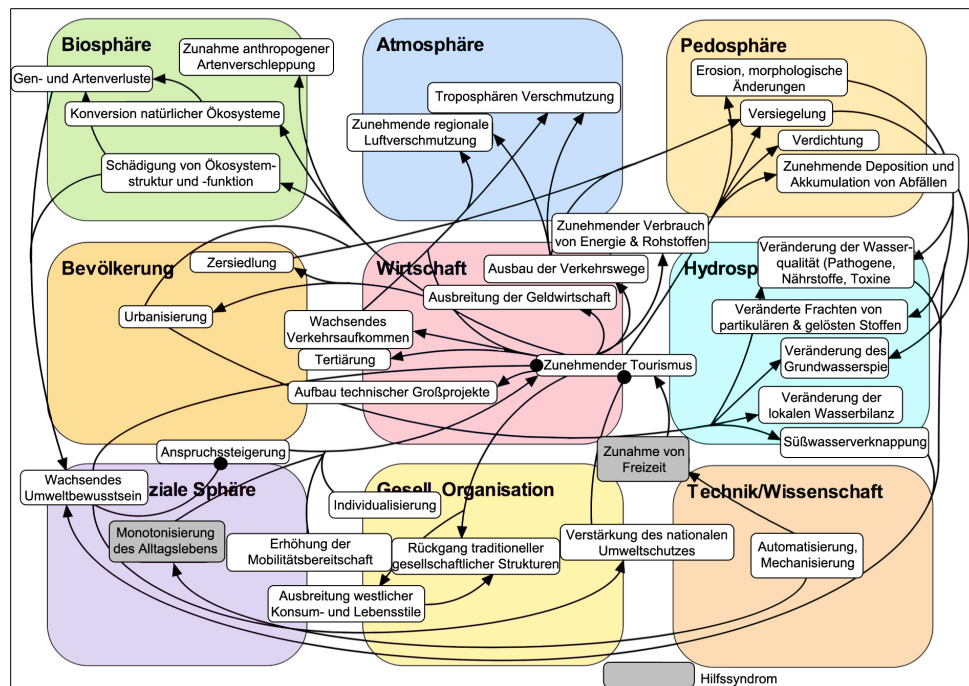 Biosphäre
Zunahme anthropogener
Artenverschleppung
Gen- und Artenverluste
Konversion natürlicher Ökosysteme
Schädigung von Ökosystem-
struktur und -funktion
Atmosphäre
Troposphären Verschmutzung
Zunehmende regionale
Luftverschmutzung
Pedosphäre
Erosion, morphologische
Änderungen
Versiegelung
Verdichtung
Zunehmende Deposition und
Akkumulation von Abfällen
Bevölkerung
Zersiedlung
Urbanisierung
Wirtschaft
Zunehmender Verbrauch
von Energie & Rohstoffen
Ausbau der Verkehrswege
Ausbreitung der Geldwirtschaft
Wachsendes
Verkehrsaufkommen
Tertiärung
Zunehmender Tourismus
Aufbau technischer Großprojekte
Hydrosp
Veränderung der Wasser-
qualität (Pathogene,
Nährstoffe, Toxine
Veränderte Frachten von
partikulären & gelösten Stoffen
Veränderung des
Grundwasserspie
Veränderung der
lokalen Wasserbilanz
Süßwasserverknappung
Anspruchssteigerung
Wachsendes
Umweltbewusstsein
ziale Sphäre
Monotonisierung
des Alltagslebens
Erhöhung der
Mobilitätsbereitschaft
Individualisierung
Ausbreitung westlicher
Konsum- und Lebensstile
Gesell. Organisation
Rückgang traditioneller
gesellschaftlicher Strukturen
Verstärkung des nationalen
Umweltschutzes
Zunahme von
Freizeit
Technik/Wissenschaft
Automatisierung,
Mechanisierung
Hilfssyndrom